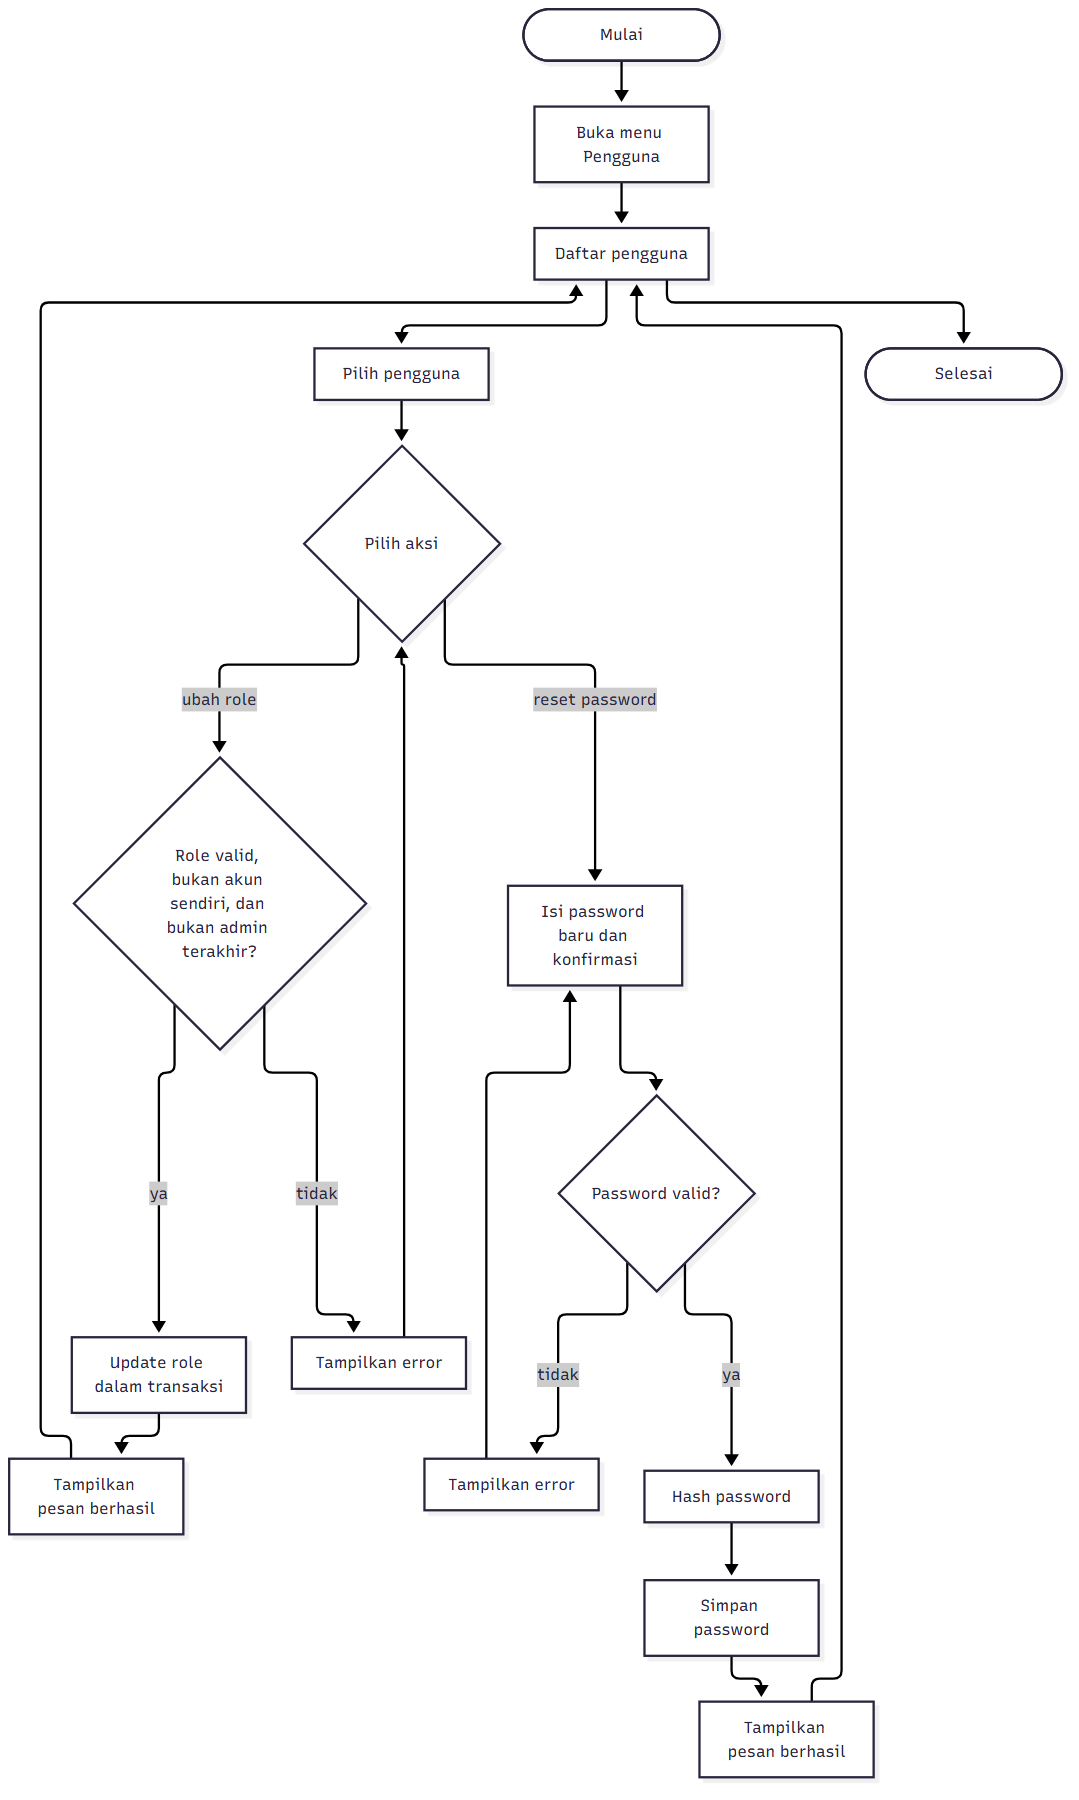 Mulai
Buka menu
Pengguna
Daftar pengguna
Pilih pengguna
Selesai
Pilih aksi
ubah role
reset password
Role valid,
bukan akun
sendiri, dan
bukan admin
terakhir?
Isi password
baru dan
konfirmasi
ya
tidak
Password valid?
Update role
dalam transaksi
Tampilkan error
tidak
ya
Tampilkan
pesan berhasil
Tampilkan error
Hash password
Simpan
password
Tampilkan
pesan berhasil